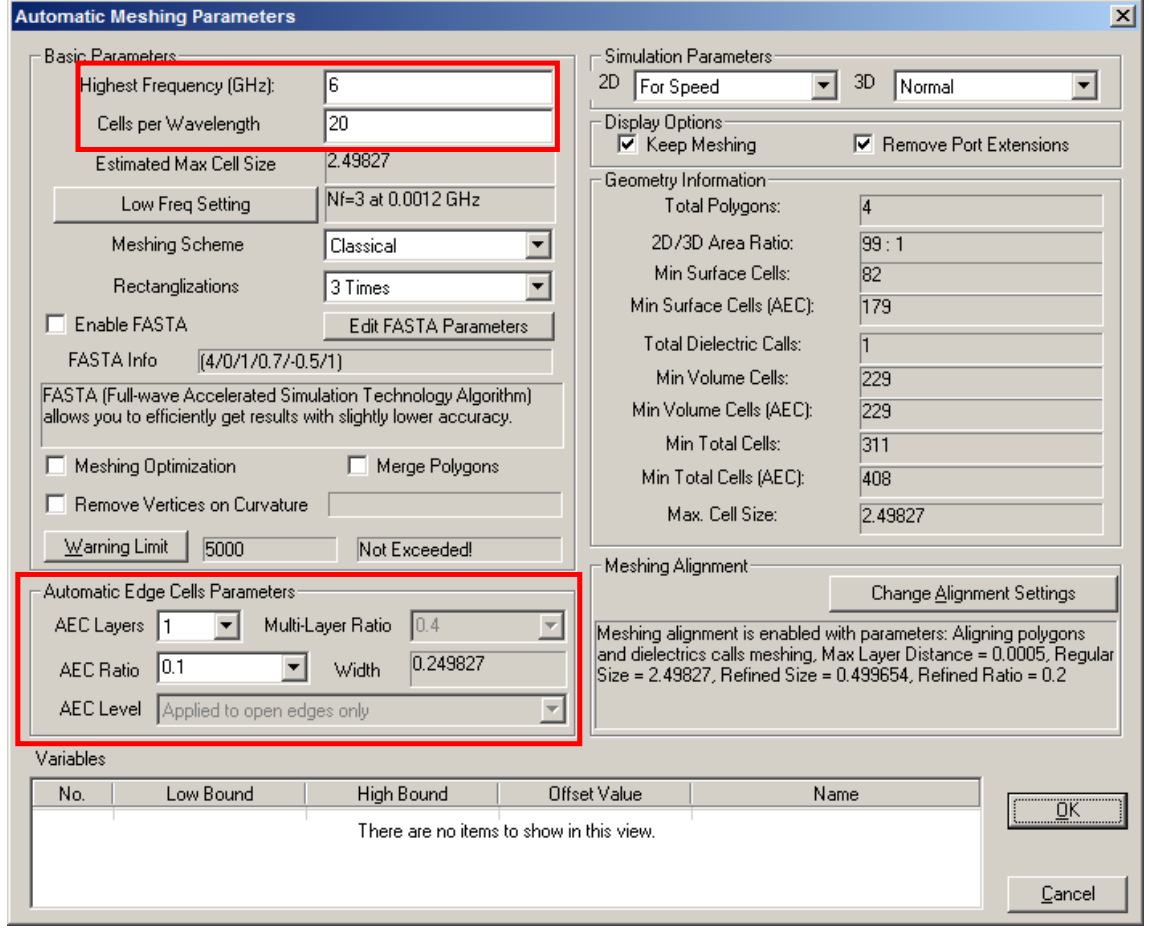 Automatic Meshing Parameters
Basic Parameters
Highest Frequency (GHz): 6
Cells per Wavelength 20
Estimated Max Cell Size 2.49827
Low Freq Setting Nf=3 at 0.0012 GHz
Meshing Scheme Classical
Rectanglizations 3 Times
Enable FASTA Edit FASTA Parameters
FASTA Info (4/0/1/0.7/-0.5/1)
FASTA (Full-wave Accelerated Simulation Technology Algorithm)
allows you to efficiently get results with slightly lower accuracy.
Meshing Optimization Merge Polygons
Remove Vertices on Curvature
Warning Limit 5000 Not Exceeded!
Automatic Edge Cells Parameters
AEC Layers 1 Multi-Layer Ratio 0.4
AEC Ratio 0.1 Width 0.249827
AEC Level Applied to open edges only
Simulation Parameters
2D For Speed 3D Normal
Display Options
Keep Meshing Remove Port Extensions
Geometry Information
Total Polygons: 4
2D/3D Area Ratio: 99 : 1
Min Surface Cells: 82
Min Surface Cells (AEC): 179
Total Dielectric Calls: 1
Min Volume Cells: 229
Min Volume Cells (AEC): 229
Min Total Cells: 311
Min Total Cells (AEC): 408
Max. Cell Size: 2.49827
Meshing Alignment
Change Alignment Settings
Meshing alignment is enabled with parameters: Aligning polygons
and dielectrics calls meshing, Max Layer Distance = 0.0005, Regular
Size = 2.49827, Refined Size = 0.499654, Refined Ratio = 0.2
Variables
No. Low Bound High Bound Offset Value Name
There are no items to show in this view.
OK
Cancel